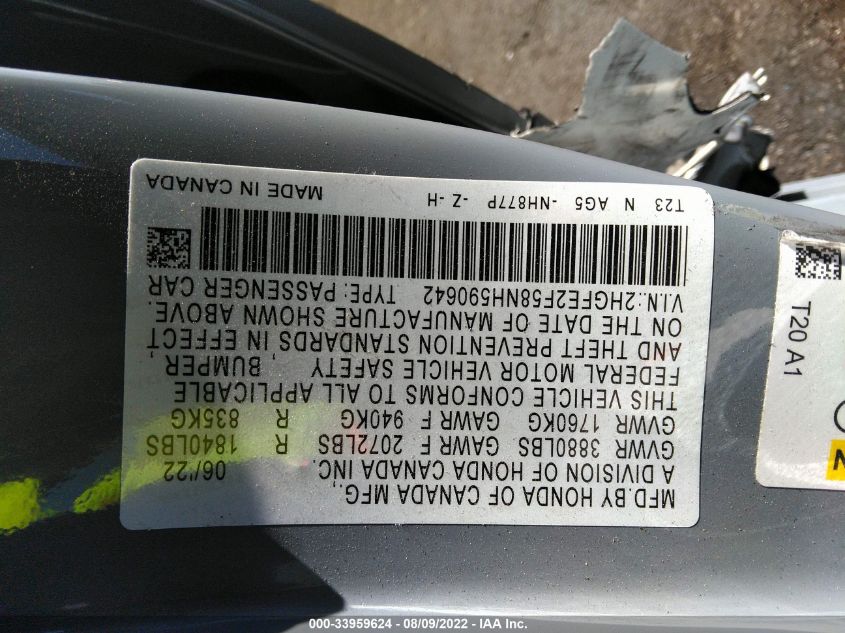 MFD.BY HONDA OF CANADA MFG.,
A DIVISION OF HONDA CANADA INC. 06/'22
GVWR 3880LBS GAWR F 2072LBS R 1840LBS
GVWR 1760KG GAWR F 940KG R 835KG
THIS VEHICLE CONFORMS TO ALL APPLICABLE
FEDERAL MOTOR VEHICLE SAFETY , BUMPER,
AND THEFT PREVENTION STANDARDS IN EFFECT
ON THE DATE OF MANUFACTURE SHOWN ABOVE.
V.I.N.:2HGFE2F58NH590642 TYPE: PASSENGER CAR
T23 N AG5 -NH877P -Z -H MADE IN CANADA
T20 A1
000-33959624 - 08/09/2022 - IAA Inc.